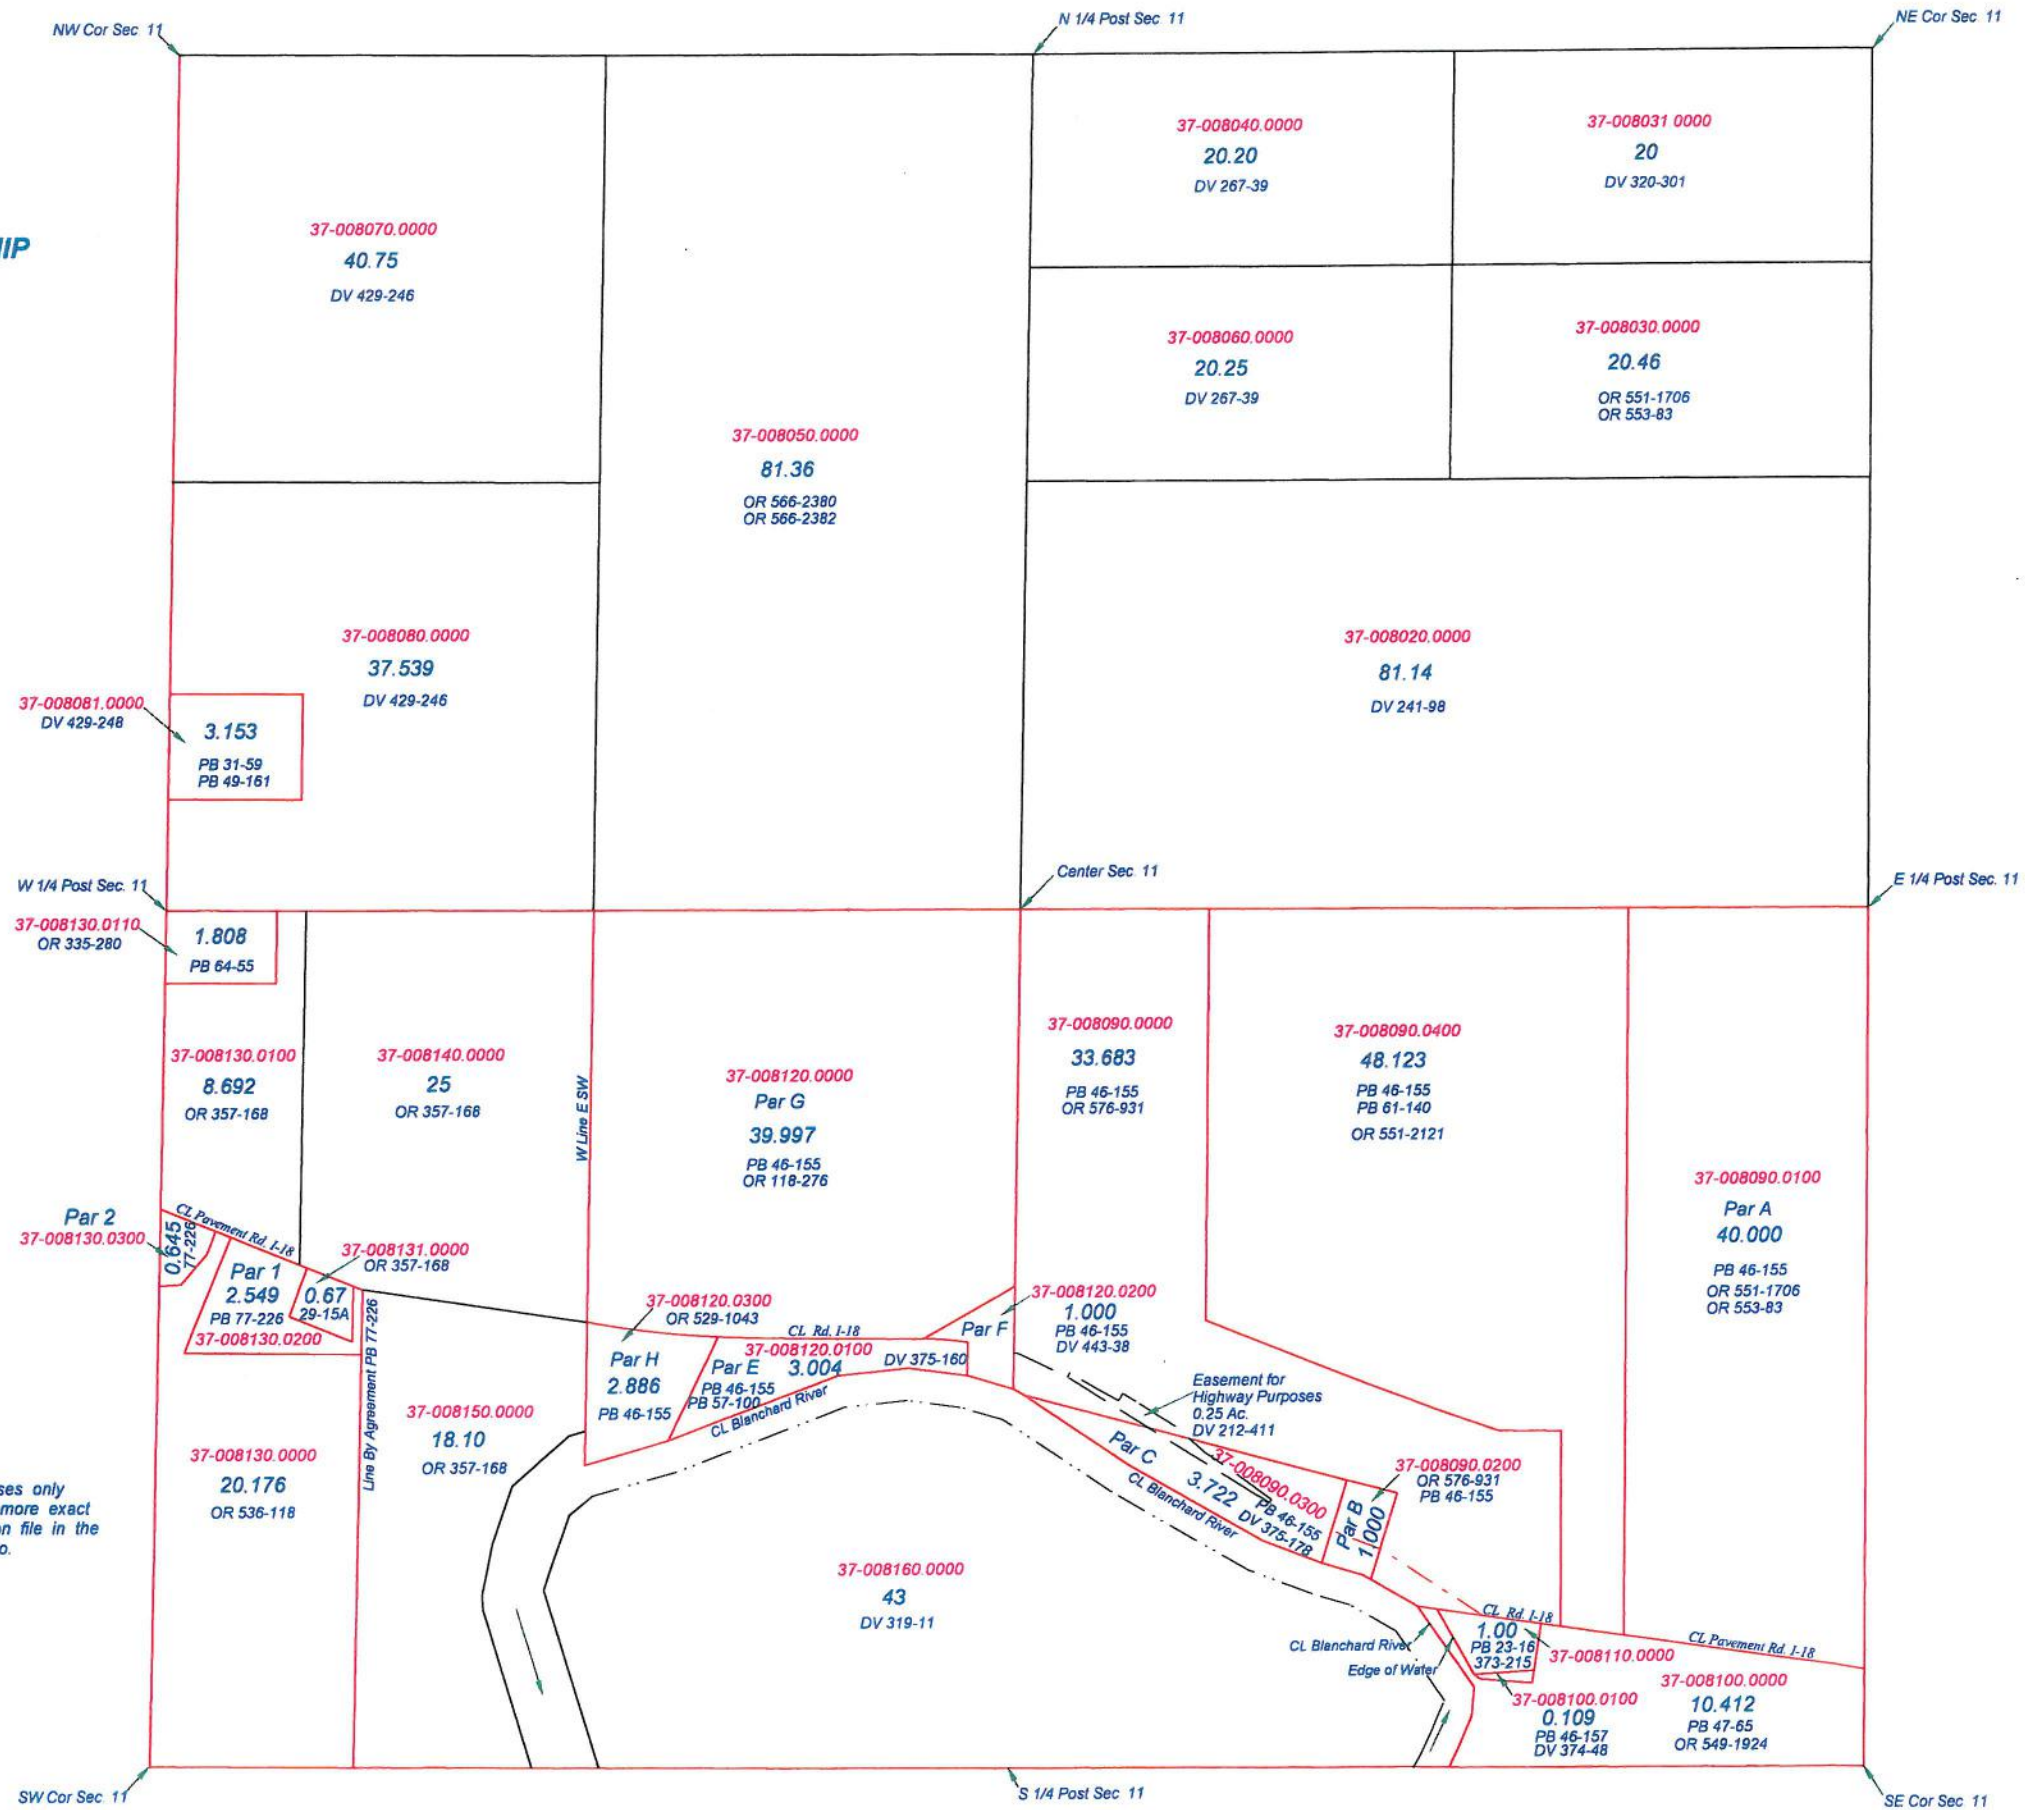 NW Cor Sec 11
N 1/4 Post Sec 11
NE Cor Sec 11
37-008040.0000
20.20
DV 267-39
37-008031 0000
20
DV 320-301
37-008070.0000
40.75
DV 429-246
37-008060.0000
20.25
DV 267-39
37-008030.0000
20.46
OR 551-1706
OR 553-83
37-008050.0000
81.36
OR 566-2380
OR 566-2382
37-008080.0000
37.539
DV 429-246
37-008020.0000
81.14
DV 241-98
37-008081.0000
DV 429-248
3.153
PB 31-59
PB 49-161
W 1/4 Post Sec. 11
Center Sec 11
E 1/4 Post Sec. 11
37-008130.0110
OR 335-280
1.808
PB 64-55
37-008130.0100
8.692
OR 357-168
37-008140.0000
25
OR 357-168
W Line E SW
37-008120.0000
Par G
39.997
PB 46-155
OR 118-276
37-008090.0000
33.683
PB 46-155
OR 576-931
37-008090.0400
48.123
PB 46-155
PB 61-140
OR 551-2121
37-008090.0100
Par A
40.000
PB 46-155
OR 551-1706
OR 553-83
Par 2
37-008130.0300
0.645
77-226
CL Pavement Rd. I-18
Par 1
2.549
PB 77-226
37-008130.0200
37-008131.0000
OR 357-168
0.67
29-15A
Line By Agreement PB 77-226
37-008120.0300
OR 529-1043
Par H
2.886
PB 46-155
CL Rd. I-18
37-008120.0100
Par E 3.004
DV 375-160
PB 46-155
PB 57-100
CL Blanchard River
Par F
37-008120.0200
1.000
PB 46-155
DV 443-38
Easement for
Highway Purposes
0.25 Ac.
DV 212-411
Par C
3.722
37-008090.0300
PB 46-155
DV 375-178
CL Blanchard River
Par B
1.000
37-008090.0200
OR 576-931
PB 46-155
37-008150.0000
18.10
OR 357-168
37-008130.0000
20.176
OR 536-118
ses only
more exact
n file in the
o.
37-008160.0000
43
DV 319-11
CL Blanchard River
Edge of Water
CL Rd. I-18
1.00
PB 23-16
373-215
37-008110.0000
CL Pavement Rd. I-18
37-008100.0100
0.109
PB 46-157
DV 374-48
37-008100.0000
10.412
PB 47-65
OR 549-1924
SW Cor Sec 11
S 1/4 Post Sec 11
SE Cor Sec 11